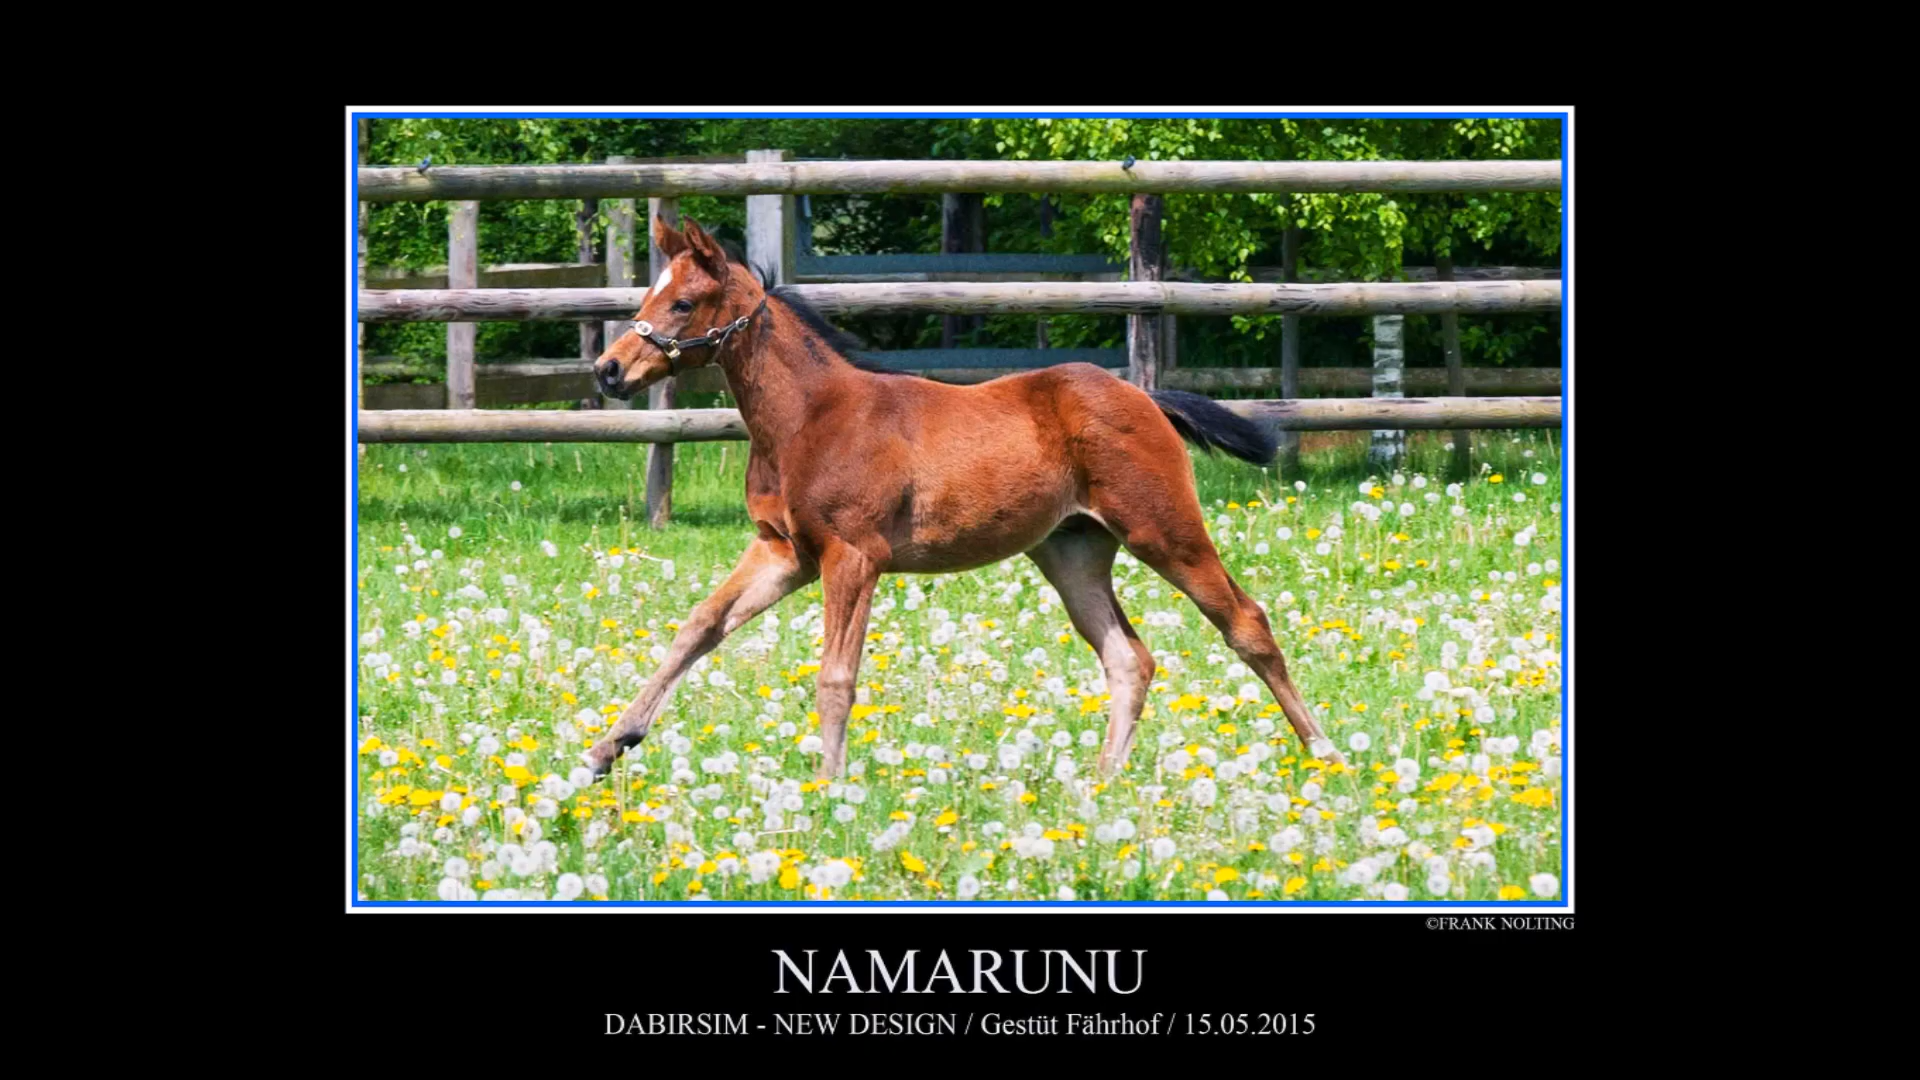 ©FRANK NOLTING
NAMARUNU
DABIRSIM - NEW DESIGN / Gestüt Fährhof / 15.05.2015